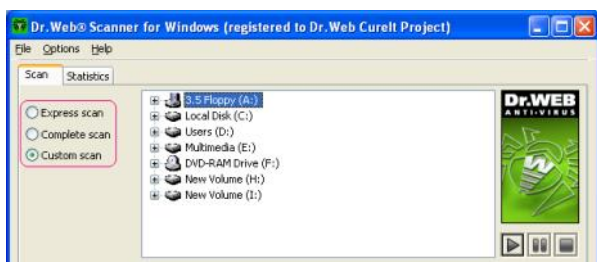 Dr.Web® Scanner for Windows (registered to Dr.Web CureIt Project)
File Options Help
Scan Statistics
Express scan
Complete scan
Custom scan
3.5 Floppy (A:)
Local Disk (C:)
Users (D:)
Multimedia (E:)
DVD-RAM Drive (F:)
New Volume (H:)
New Volume (I:)
Dr.WEB
ANTI-VIRUS